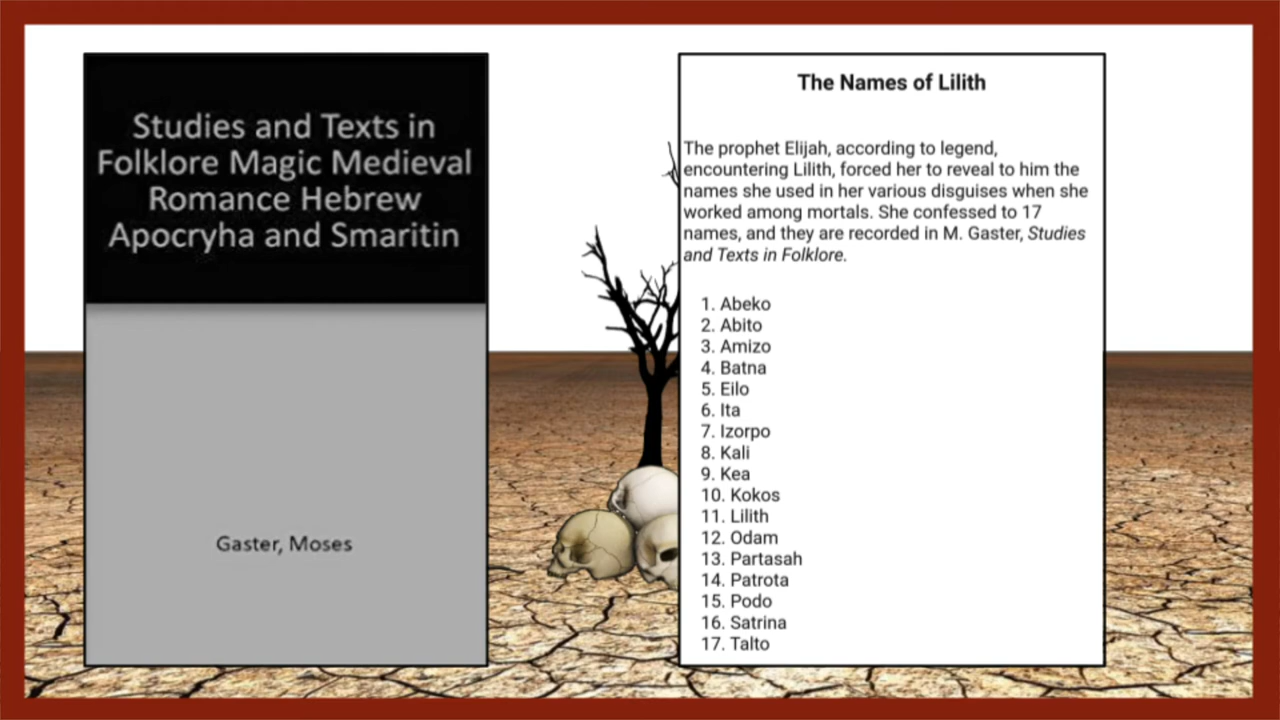 Studies and Texts in
Folklore Magic Medieval
Romance Hebrew
Apocryha and Smaritin
Gaster, Moses
The Names of Lilith
The prophet Elijah, according to legend,
encountering Lilith, forced her to reveal to him the
names she used in her various disguises when she
worked among mortals. She confessed to 17
names, and they are recorded in M. Gaster, Studies
and Texts in Folklore.
1. Abeko
2. Abito
3. Amizo
4. Batna
5. Eilo
6. Ita
7. Izorpo
8. Kali
9. Kea
10. Kokos
11. Lilith
12. Odam
13. Partasah
14. Patrota
15. Podo
16. Satrina
17. Talto